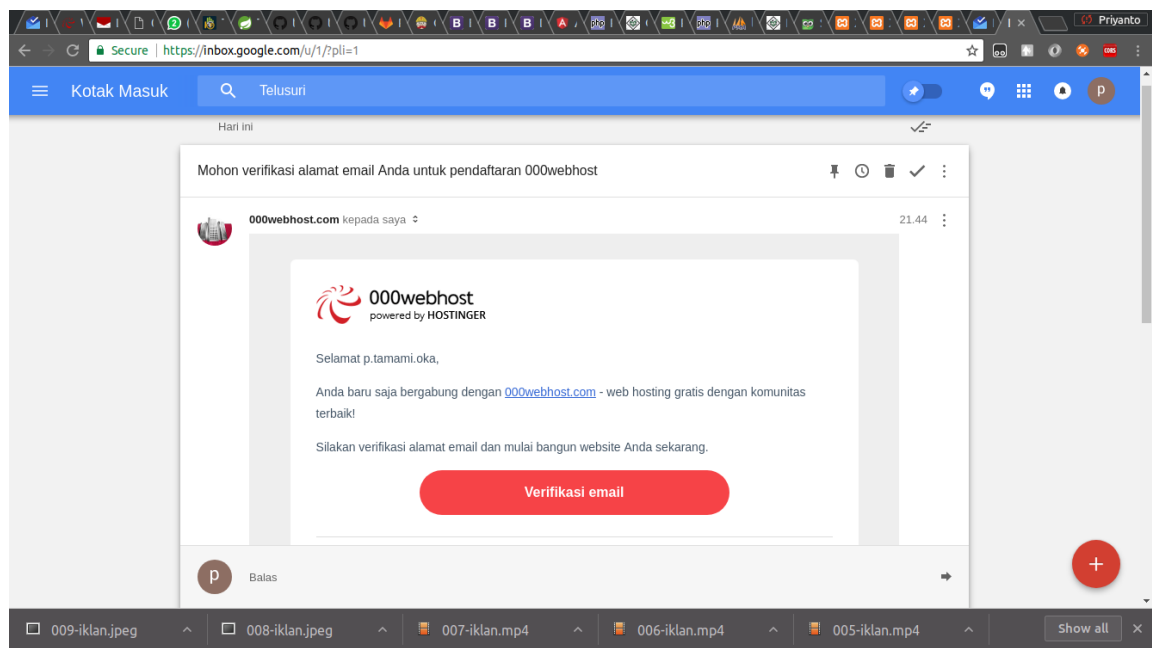 Priyanto
Secure | https://inbox.google.com/u/1/?pli=1
Kotak Masuk
Telusuri
Hari ini
Mohon verifikasi alamat email Anda untuk pendaftaran 000webhost
000webhost.com kepada saya
21.44
000webhost
powered by HOSTINGER
Selamat p.tamami.oka,
Anda baru saja bergabung dengan 000webhost.com - web hosting gratis dengan komunitas
terbaik!
Silakan verifikasi alamat email dan mulai bangun website Anda sekarang.
Verifikasi email
p
Balas
009-iklan.jpeg
008-iklan.jpeg
007-iklan.mp4
006-iklan.mp4
005-iklan.mp4
Show all